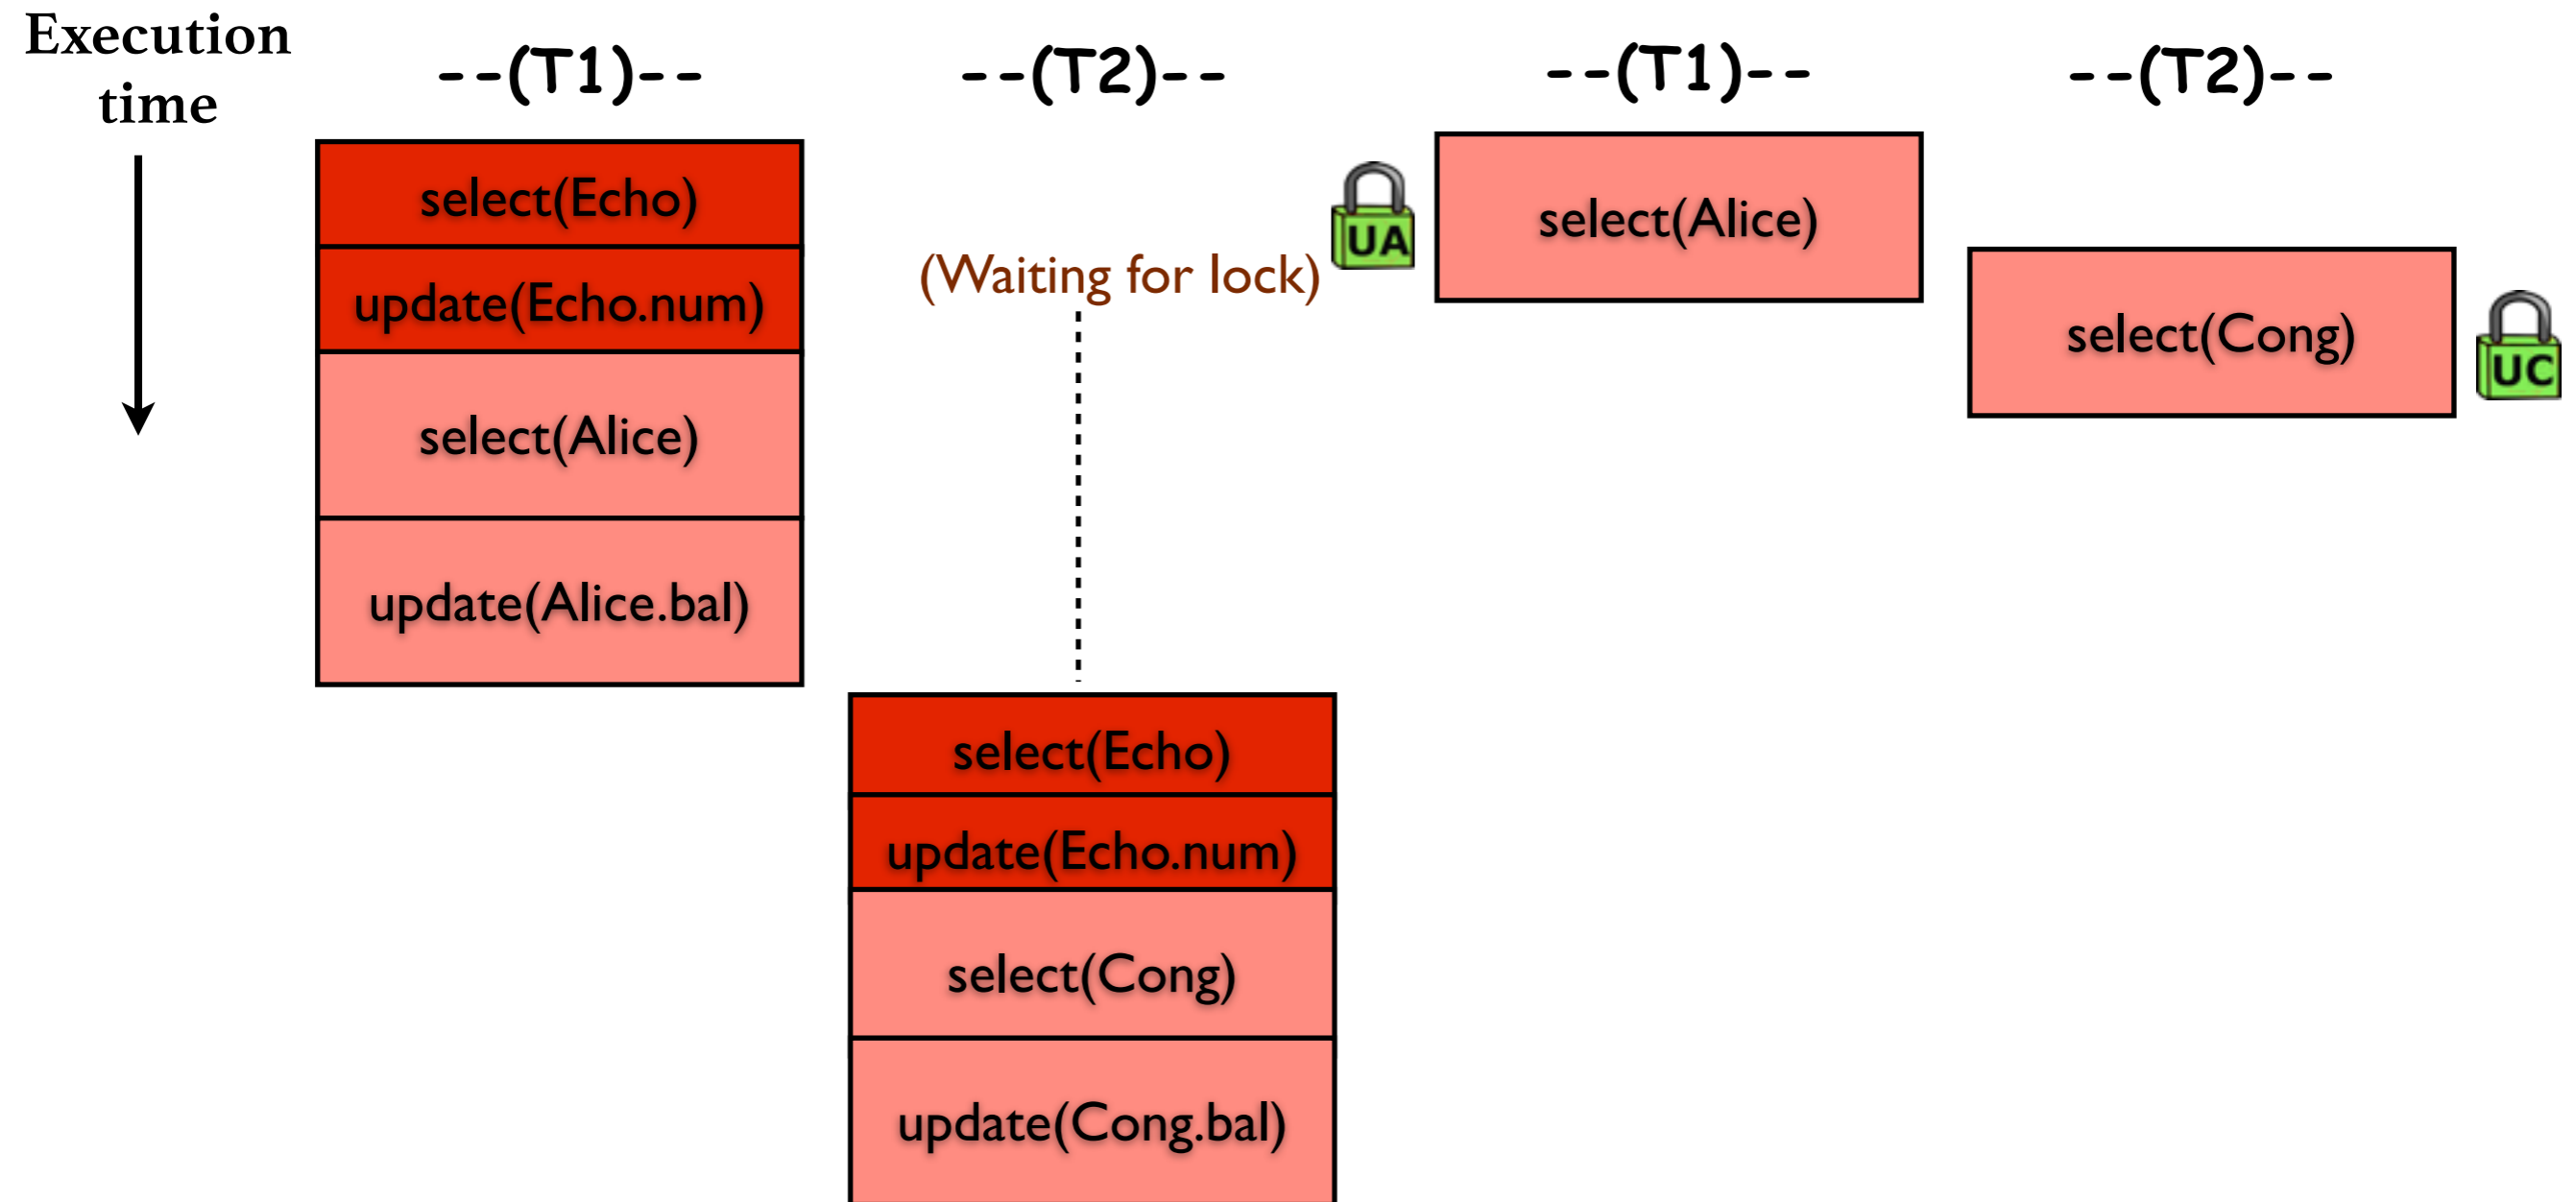 Execution
time
--(T1)--
--(T2)--
--(T1)--
--(T2)--
select(Echo)
update(Echo.num)
select(Alice)
update(Alice.bal)
(Waiting for lock)
select(Echo)
update(Echo.num)
select(Cong)
update(Cong.bal)
UA
select(Alice)
select(Cong)
UC